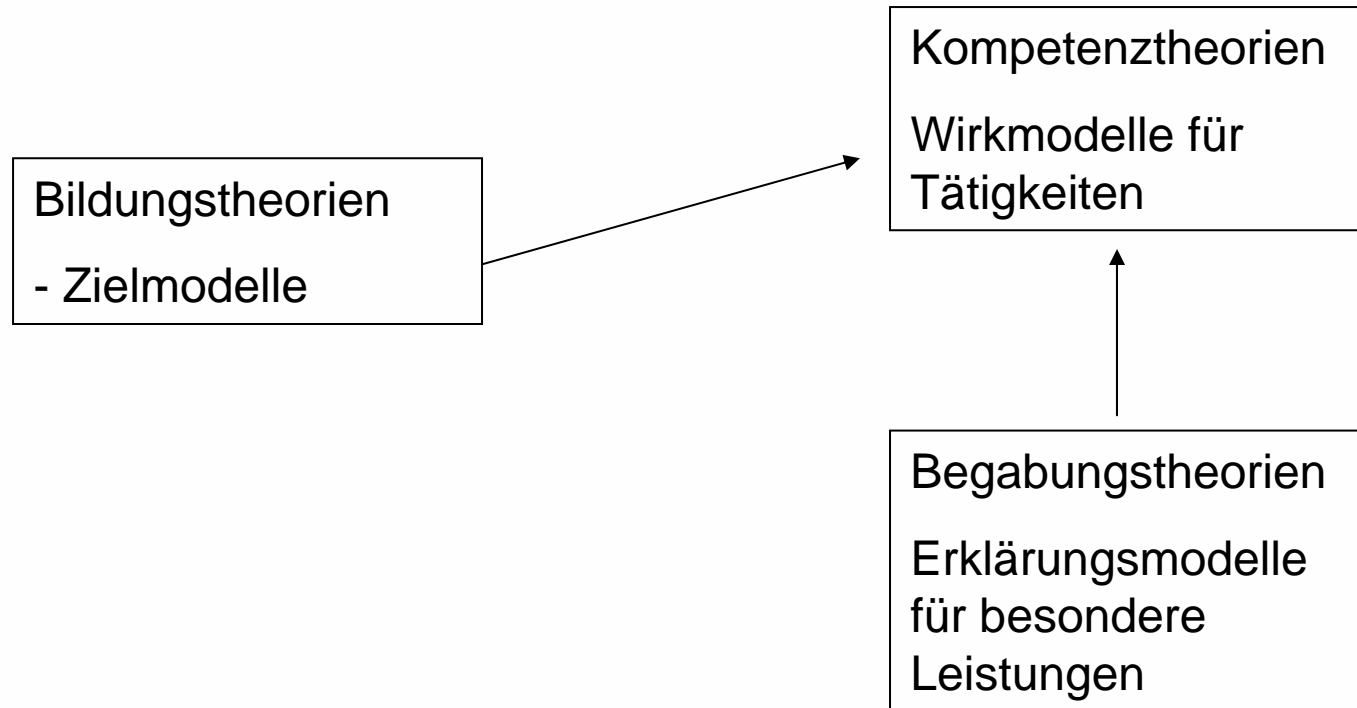 Bildungstheorien
- Zielmodelle
Kompetenztheorien
Wirkmodelle für
Tätigkeiten
Begabungstheorien
Erklärungsmodelle
für besondere
Leistungen